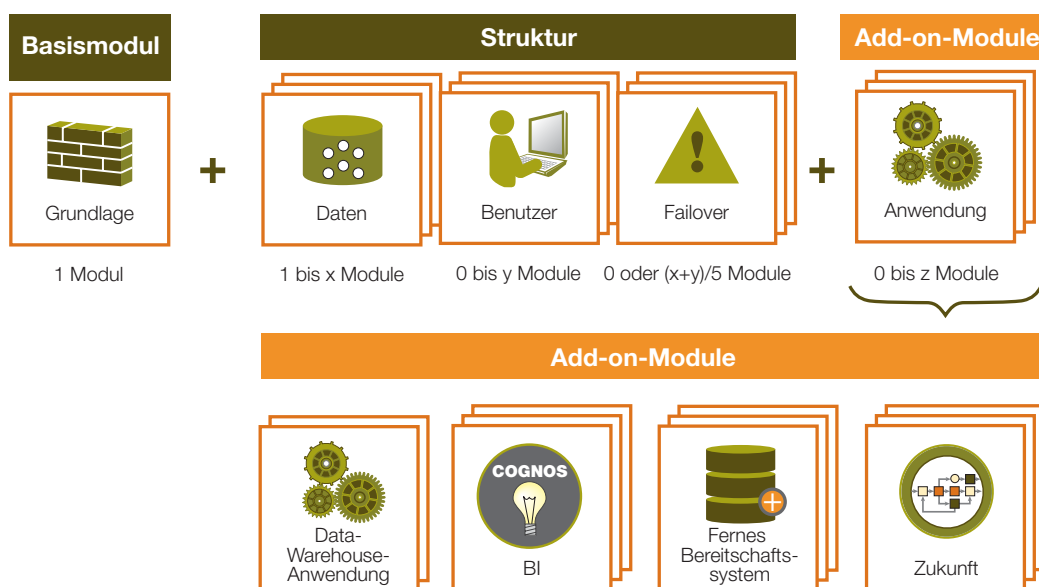 Basismodul
Struktur
Add-on-Module
Grundlage
Daten
Benutzer
Failover
Anwendung
1 Modul
1 bis x Module
0 bis y Module
0 oder (x+y)/5 Module
0 bis z Module
Add-on-Module
Data-
Warehouse-
Anwendung
COGNOS
BI
Fernes
Bereitschafts-
system
Zukunft